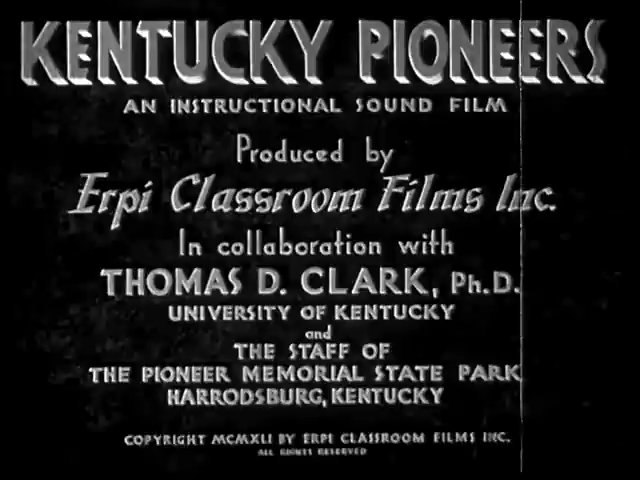 KENTUCKY PIONEERS
AN INSTRUCTIONAL SOUND FILM
Produced by
Erpi Classroom Films Inc.
In collaboration with
THOMAS D. CLARK, Ph.D.
UNIVERSITY OF KENTUCKY
and
THE STAFF OF
THE PIONEER MEMORIAL STATE PARK
HARRODSBURG, KENTUCKY
COPYRIGHT MCMXLI BY ERPI CLASSROOM FILMS INC.
ALL RIGHTS RESERVED